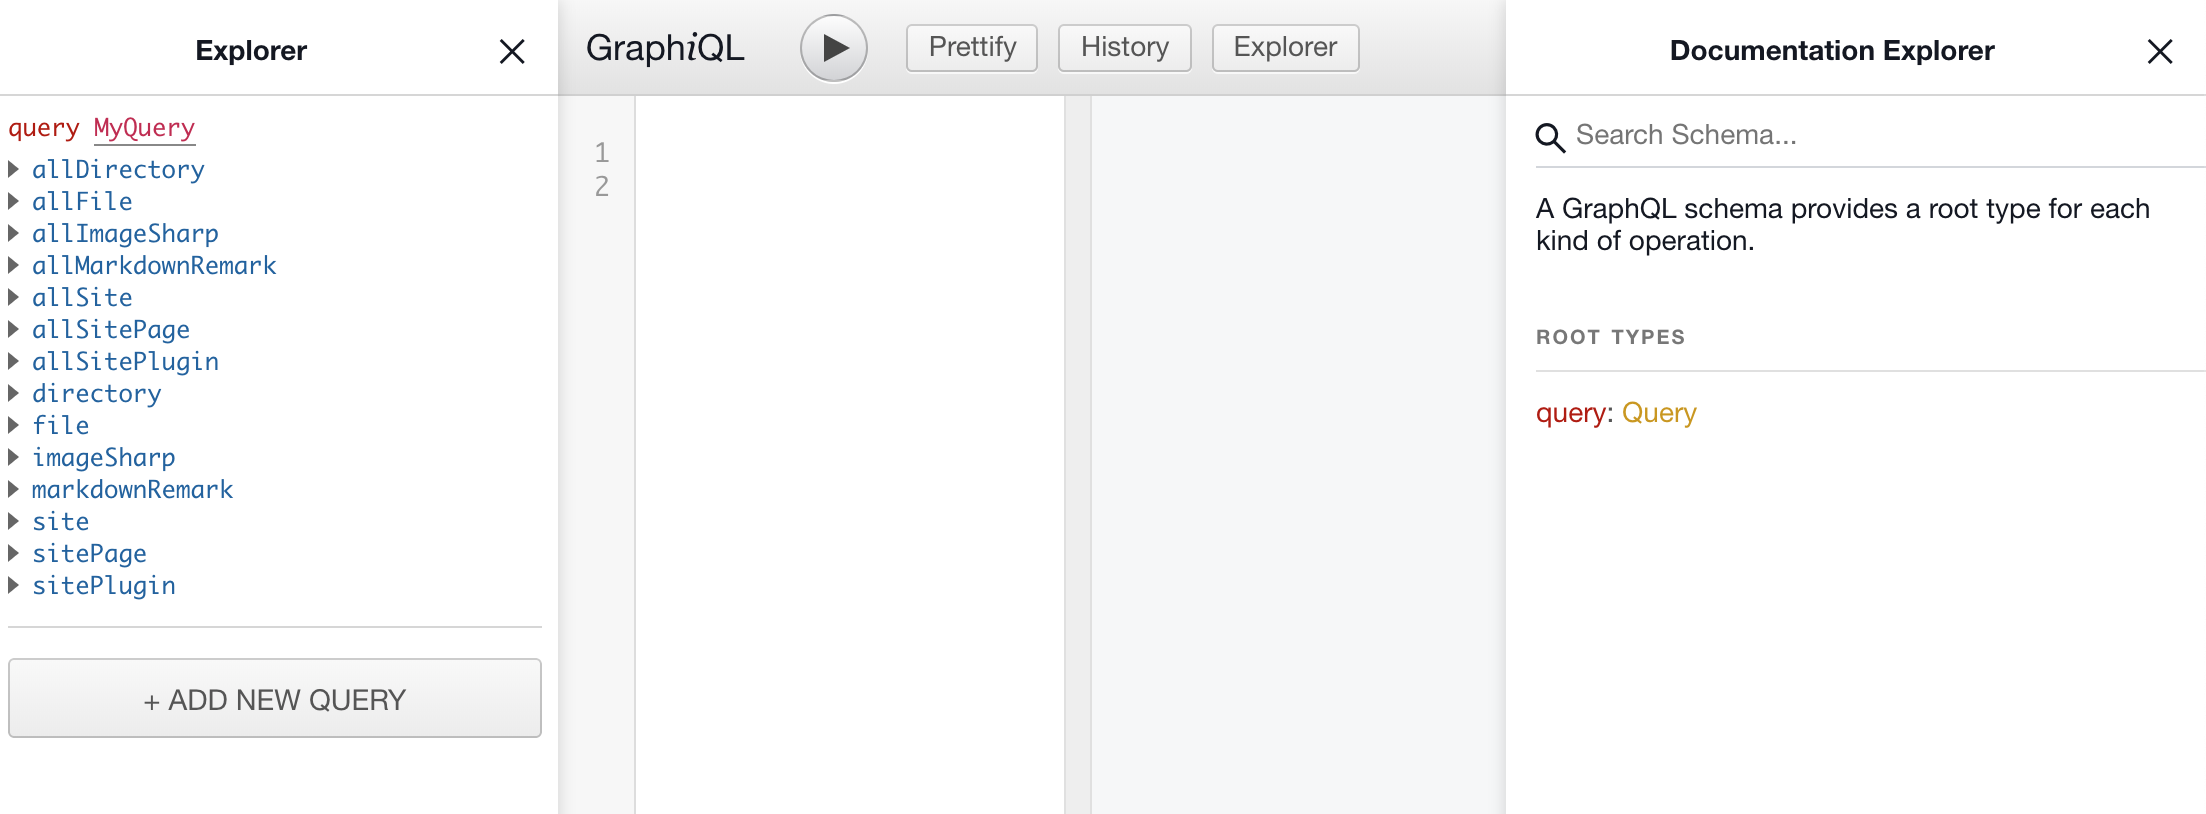 Explorer
query MyQuery
allDirectory
allFile
allImageSharp
allMarkdownRemark
allSite
allSitePage
allSitePlugin
directory
file
imageSharp
markdownRemark
site
sitePage
sitePlugin
+ ADD NEW QUERY
GraphiQL
Prettify
History
Explorer
1
2
Documentation Explorer
Search Schema...
A GraphQL schema provides a root type for each
kind of operation.
ROOT TYPES
query: Query